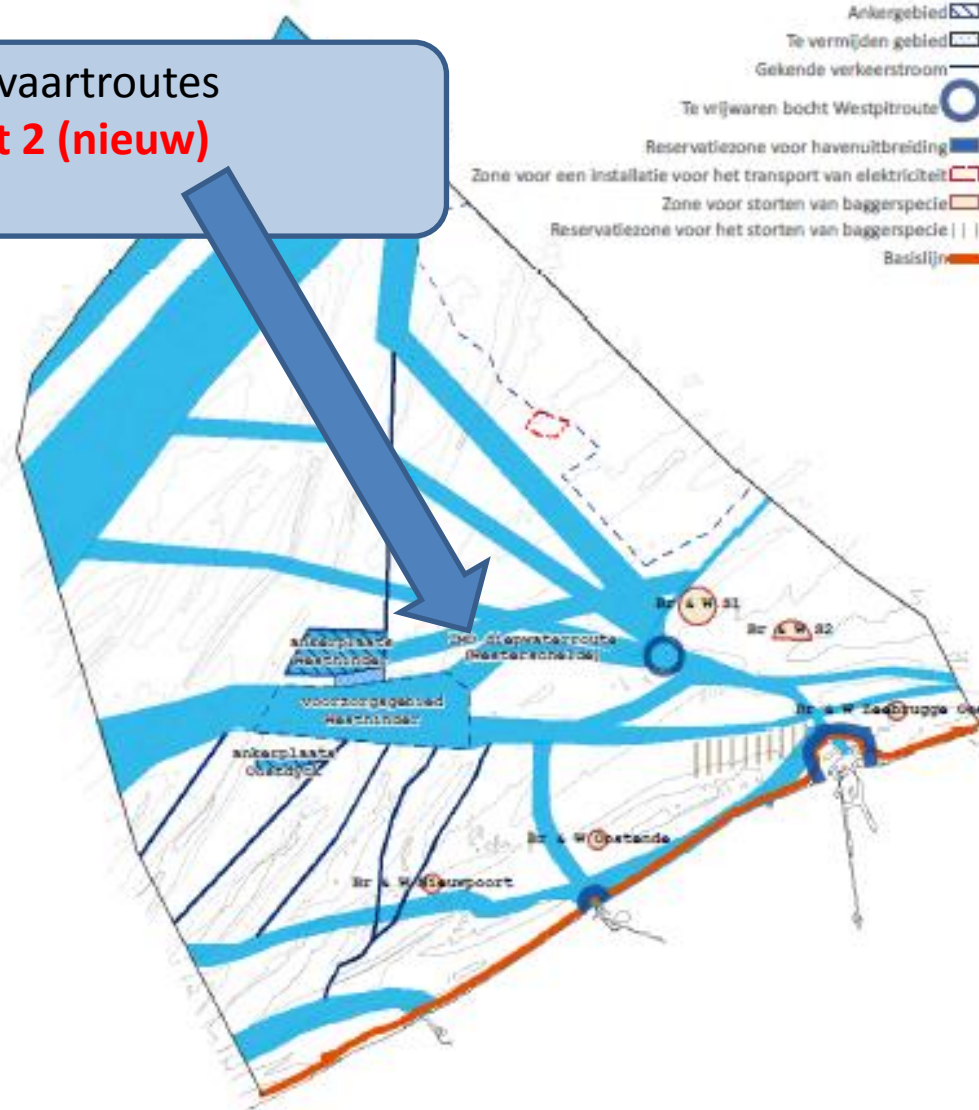 vaartroutes
t 2 (nieuw)
Ankergebied
Te vermijden gebied
Gekende verkeerstroom
Te vrijwaren bocht Westpitroute
Reservatiezone voor havenuitbreiding
Zone voor een installatie voor het transport van elektriciteit
Zone voor storten van baggerspecie
Reservatiezone voor het storten van baggerspecie
Basislijn
Br & W S1
Br & W S2
ankerplaats
Westhinder
IMO diepwaterroute
(Westerschelde)
voorzorgsgebied
Westhinder
Br & W Zeebrugge
ankerplaats
Oostdyck
Br & W Oostende
Br & W Nieuwpoort